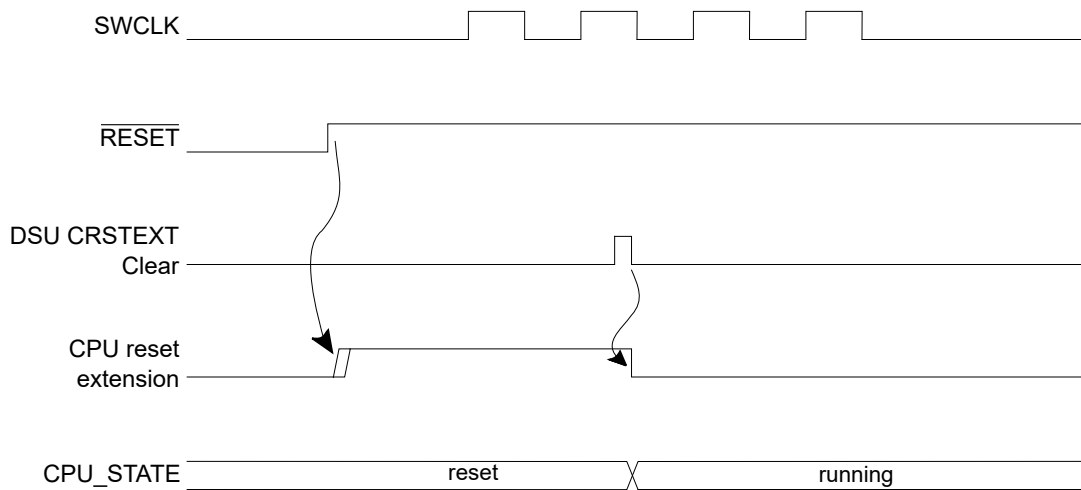 SWCLK
RESET
DSU CRSTEXT
Clear
CPU reset
extension
CPU_STATE
reset
running